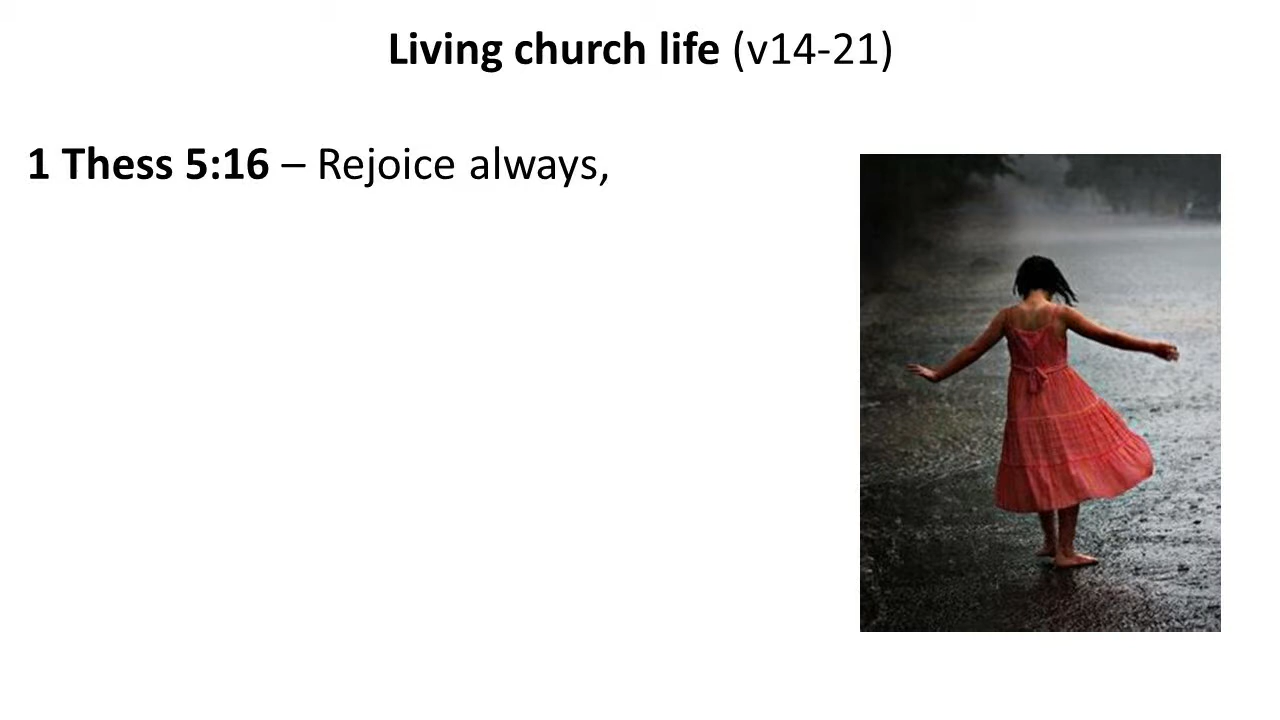 Living church life (v14-21)
1 Thess 5:16 – Rejoice always,